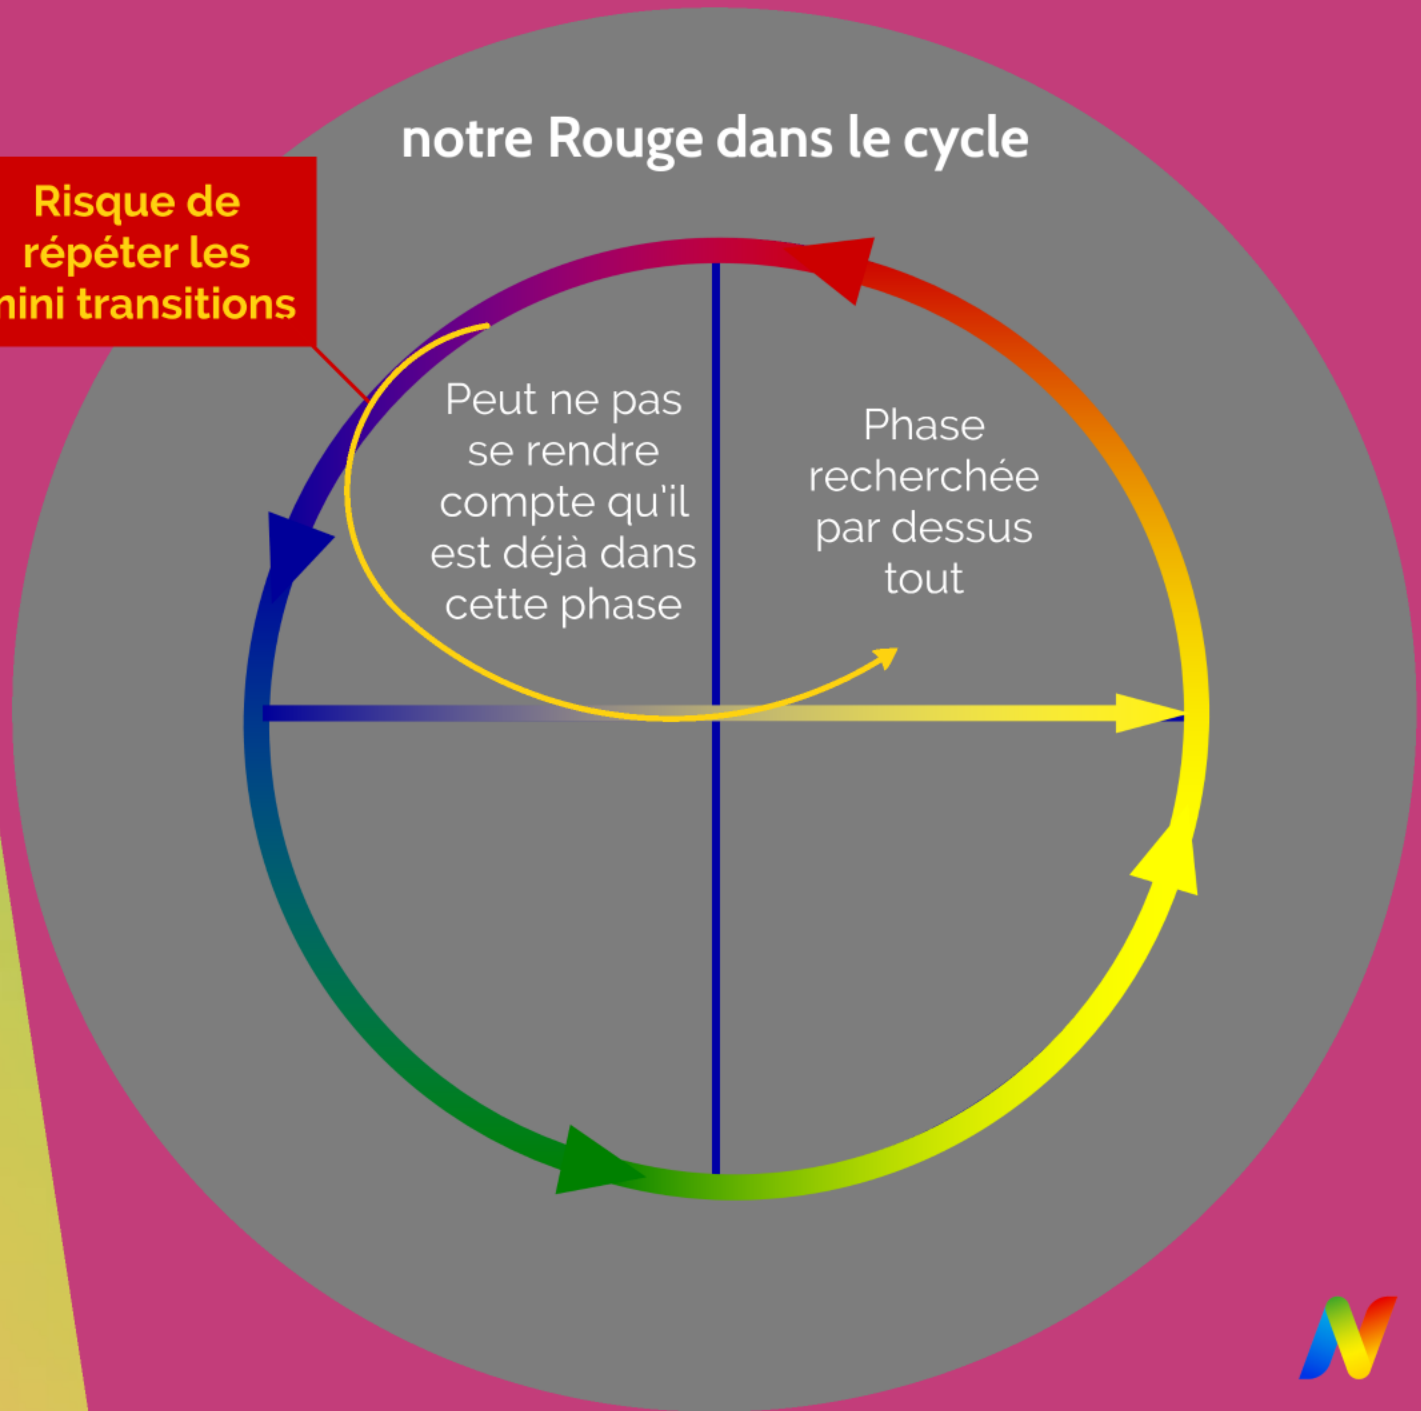 notre Rouge dans le cycle
Risque de
répéter les
transitions
Peut ne pas
se rendre
compte qu'il
est déjà dans
cette phase
Phase
recherchée
par dessus
tout